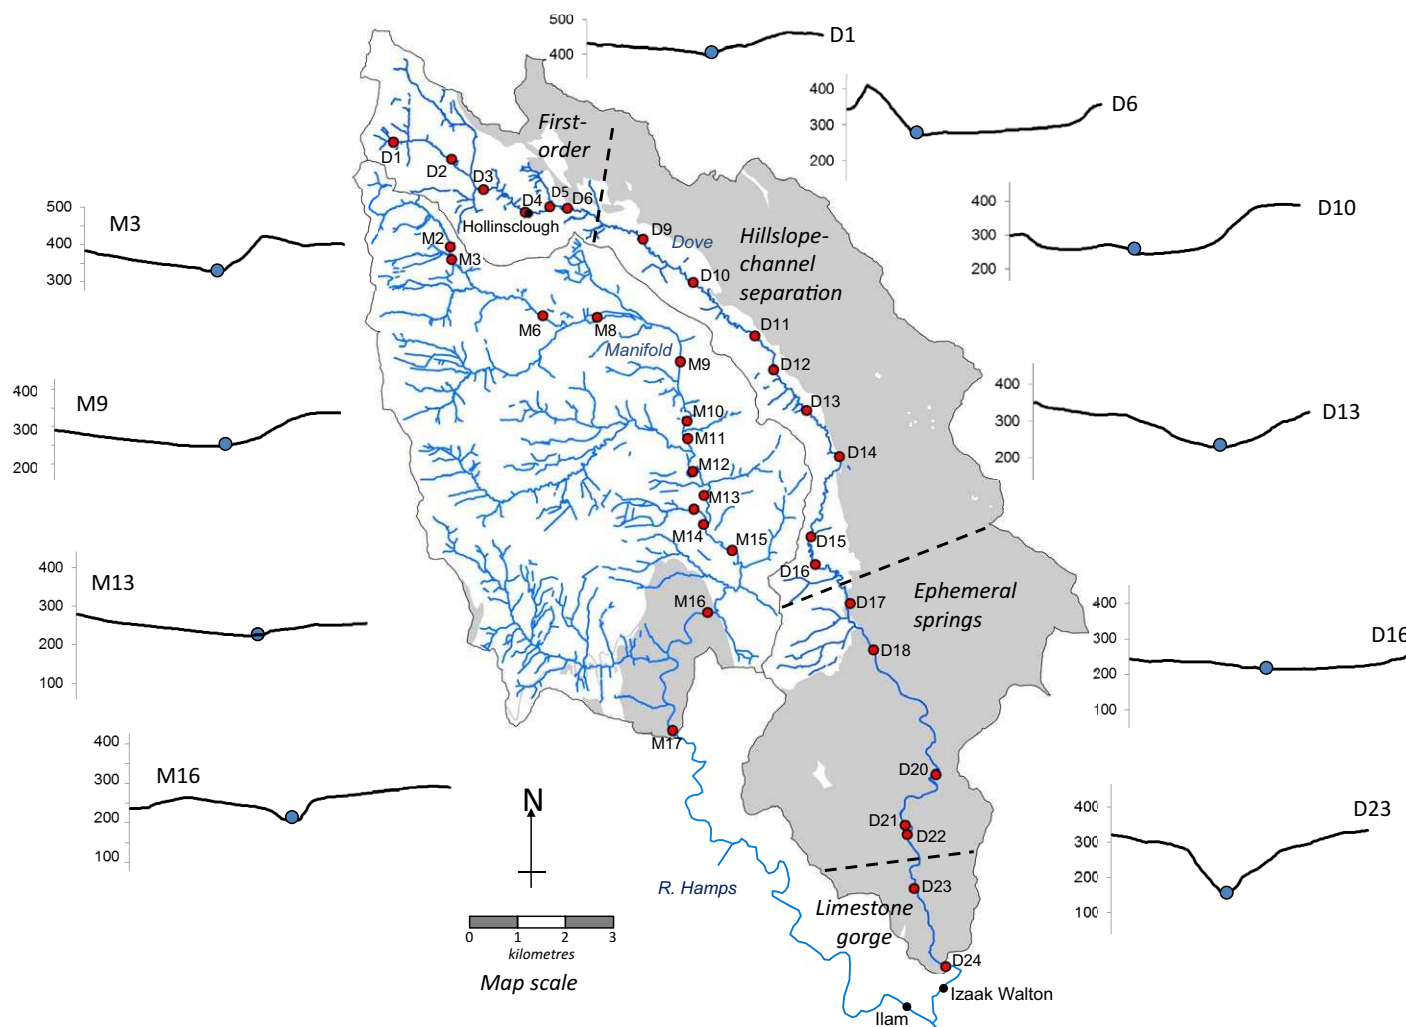 500
400
D1
400
300
200
D6
First-
order
D1
D2
D3
D4
D5
D6
Hollinsclough
M3
500
400
300
M2
M3
D9
Dove
Hillslope-
channel
separation
D10
400
300
200
D10
M6
M8
Manifold
D11
D12
M9
M9
400
300
200
D13
400
300
200
D13
M10
M11
M12
D14
M13
M14
M15
D15
D16
M13
400
300
200
100
M16
D17
Ephemeral
springs
D18
400
300
200
100
D16
M17
M16
400
300
200
100
N
D20
D21
D22
D23
400
300
200
100
D23
R. Hamps
Limestone
gorge
0 1 2 3
kilometres
Map scale
D24
Izaak Walton
Ilam